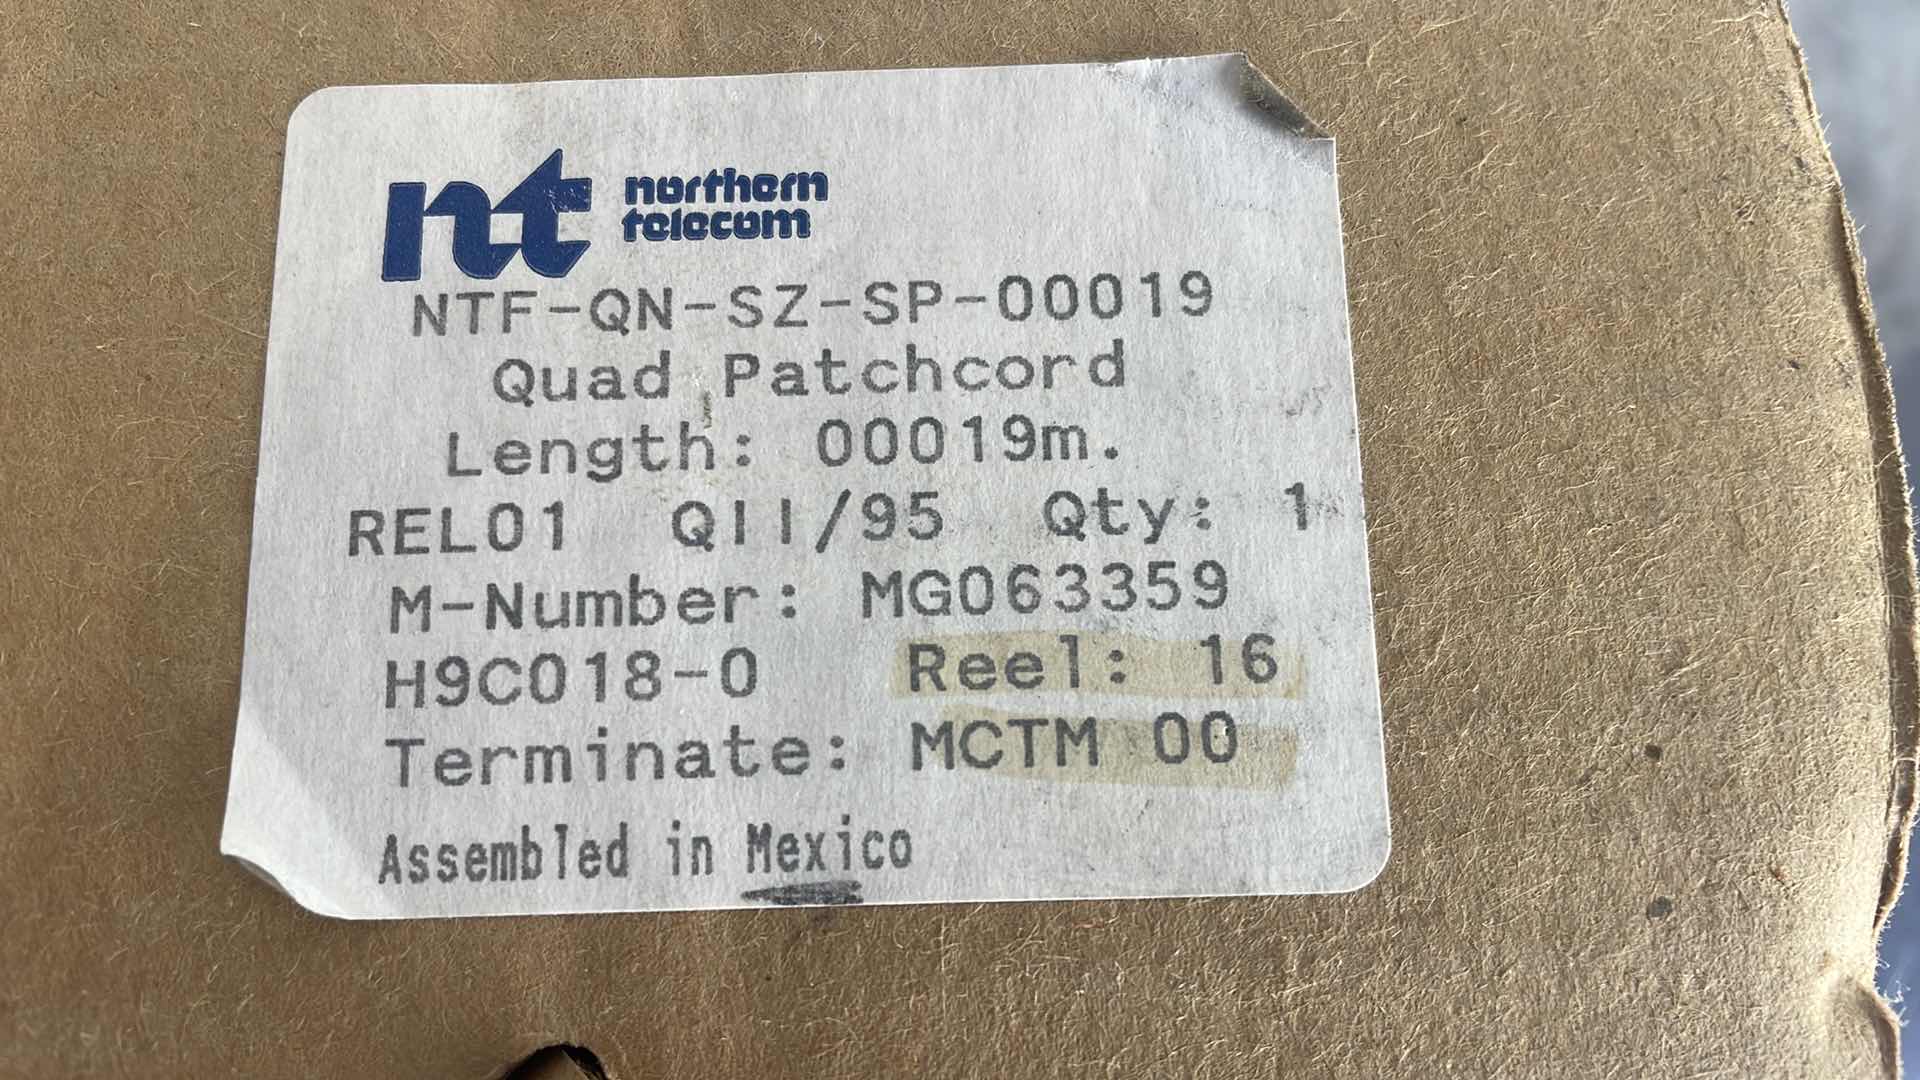 nt northern
telecom
NTF-QN-SZ-SP-00019
Quad Patchcord
Length: 00019m.
REL01 QII/95 Qty: 1
M-Number: MG063359
H9C018-0 Reel: 16
Terminate: MCTM 00
Assembled in Mexico